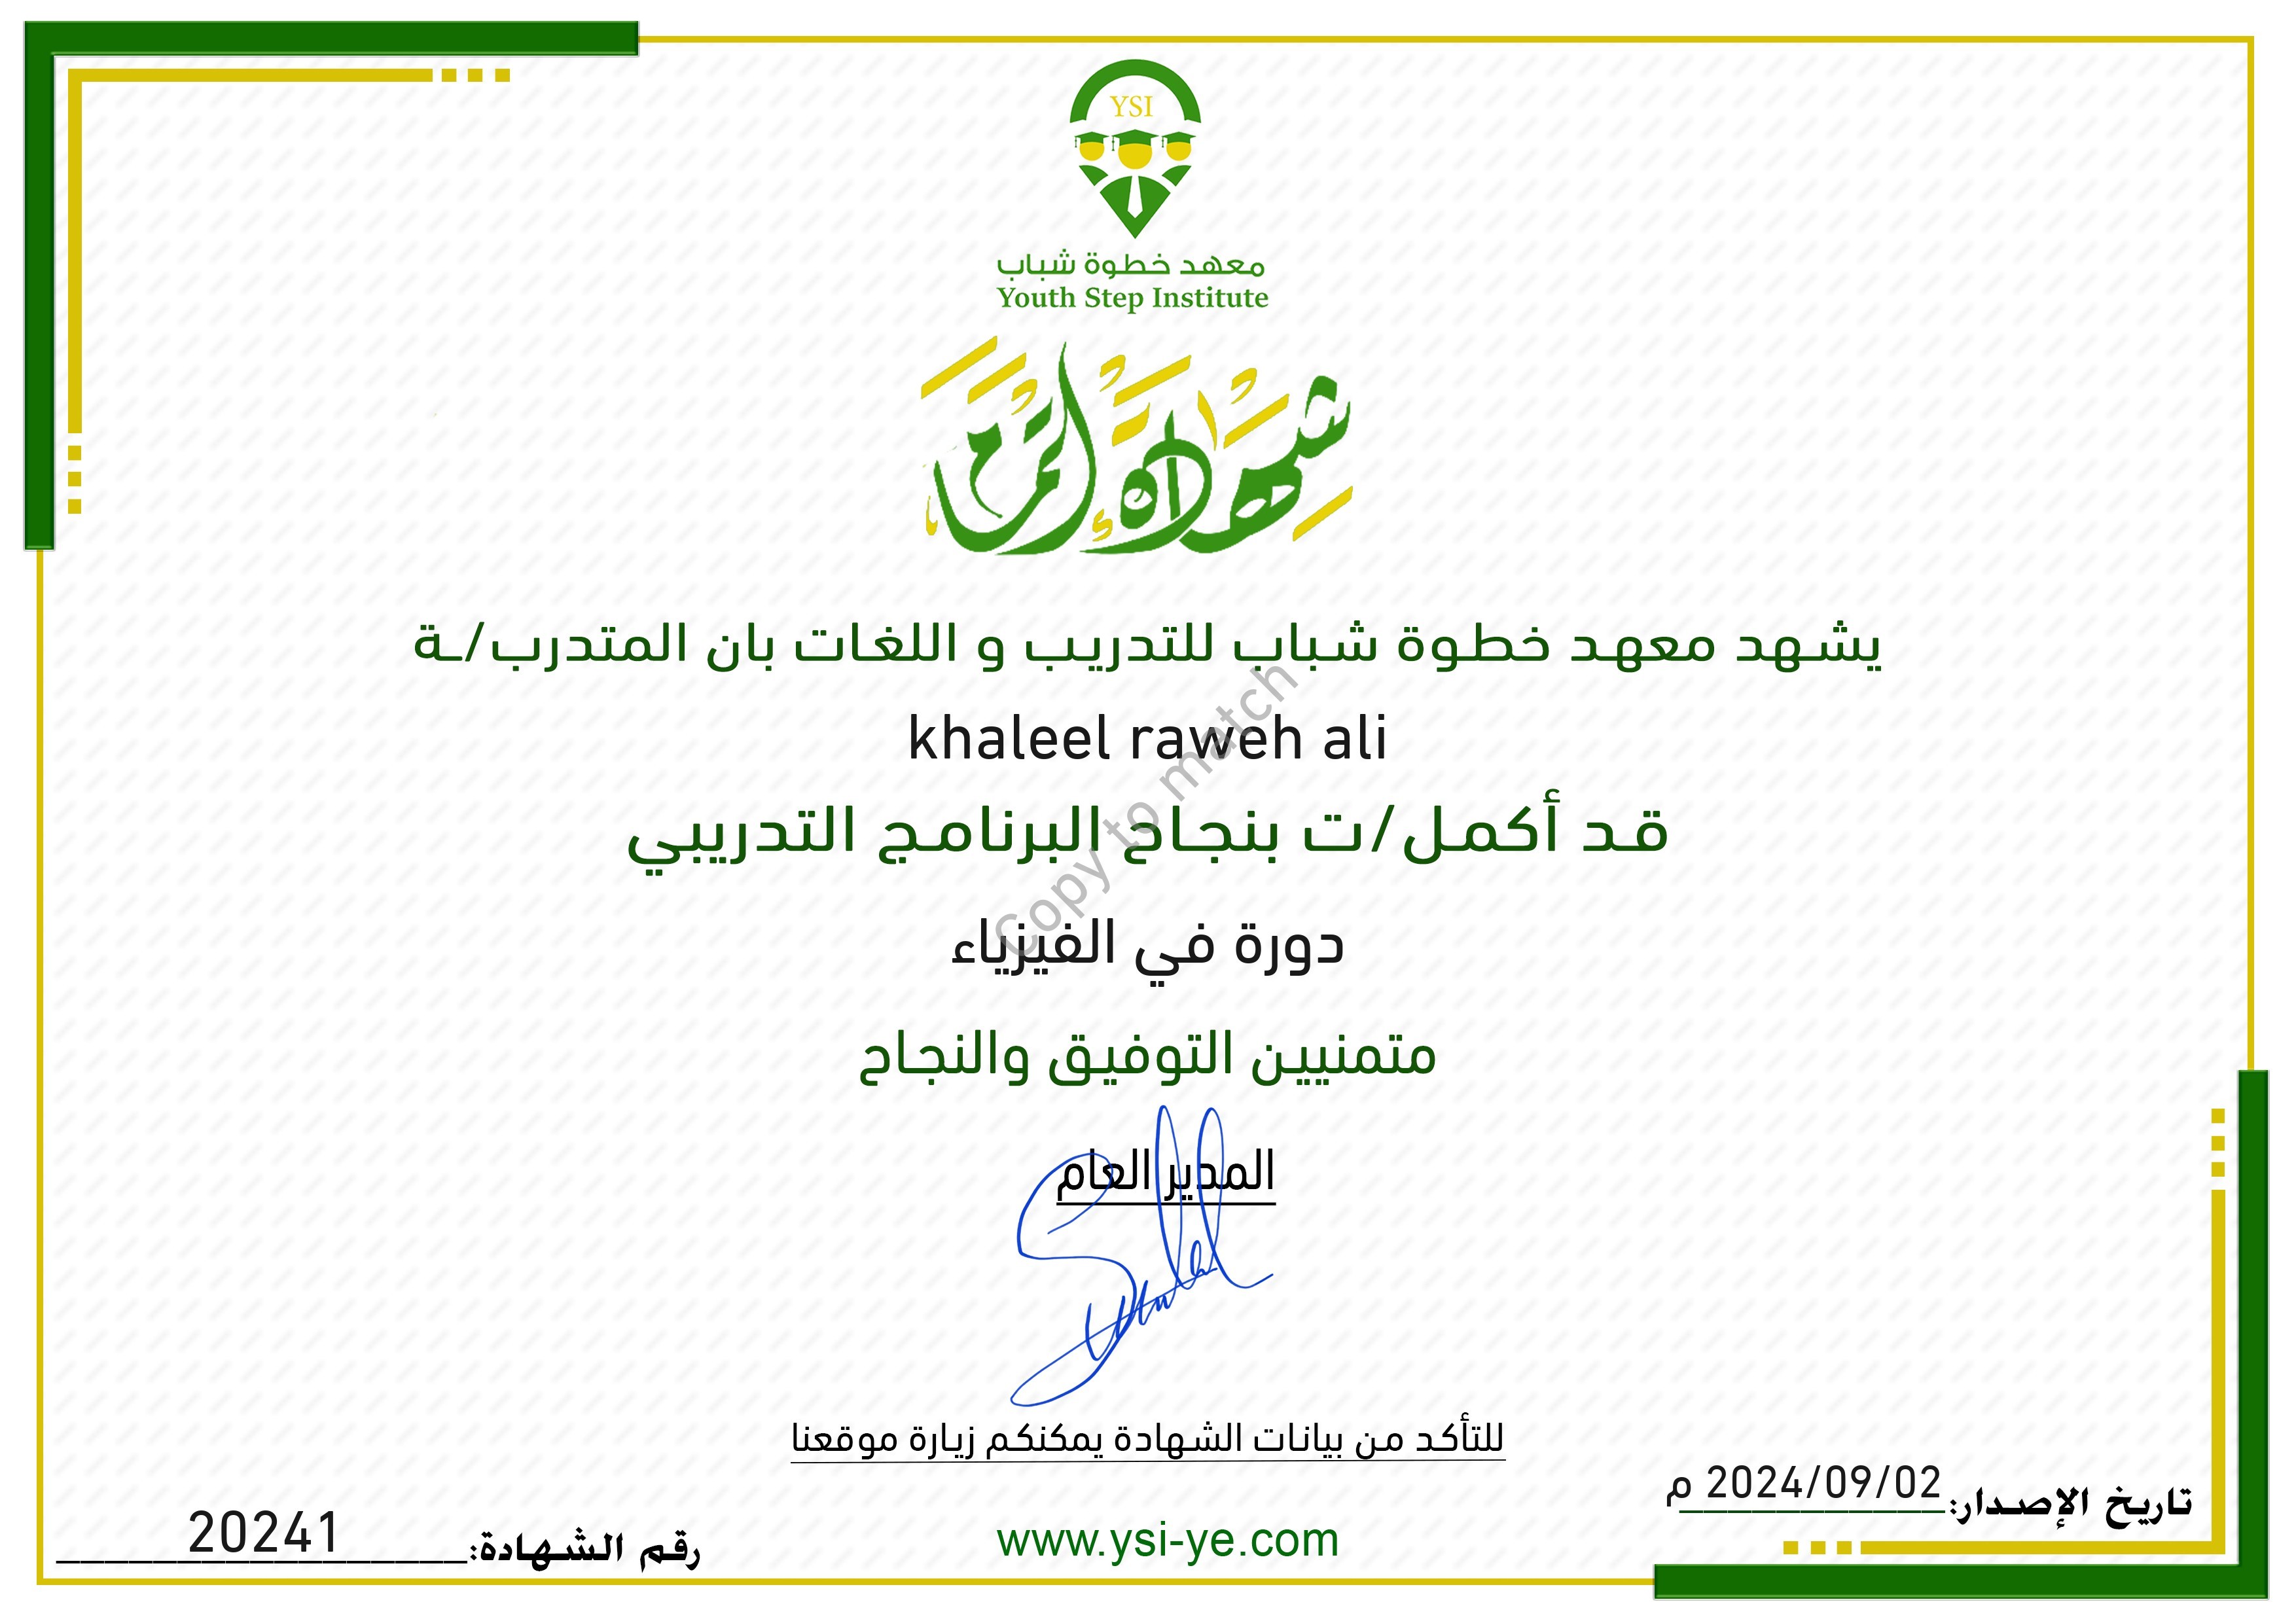 YSI
معهد خطوة شباب
Youth Step Institute
شهادة إتمام
يشهد معهد خطوة شباب للتدريب و اللغات بان المتدرب/ـة
khaleel raweh ali
قد أكمل/ت بنجاح البرنامج التدريبي
دورة في الفيزياء
متمنيين التوفيق والنجاح
Copy to match
المدير العام
للتأكد من بيانات الشهادة يمكنكم زيارة موقعنا
تاريخ الإصدار: 2024/09/02 م
www.ysi-ye.com
رقم الشهادة: 20241